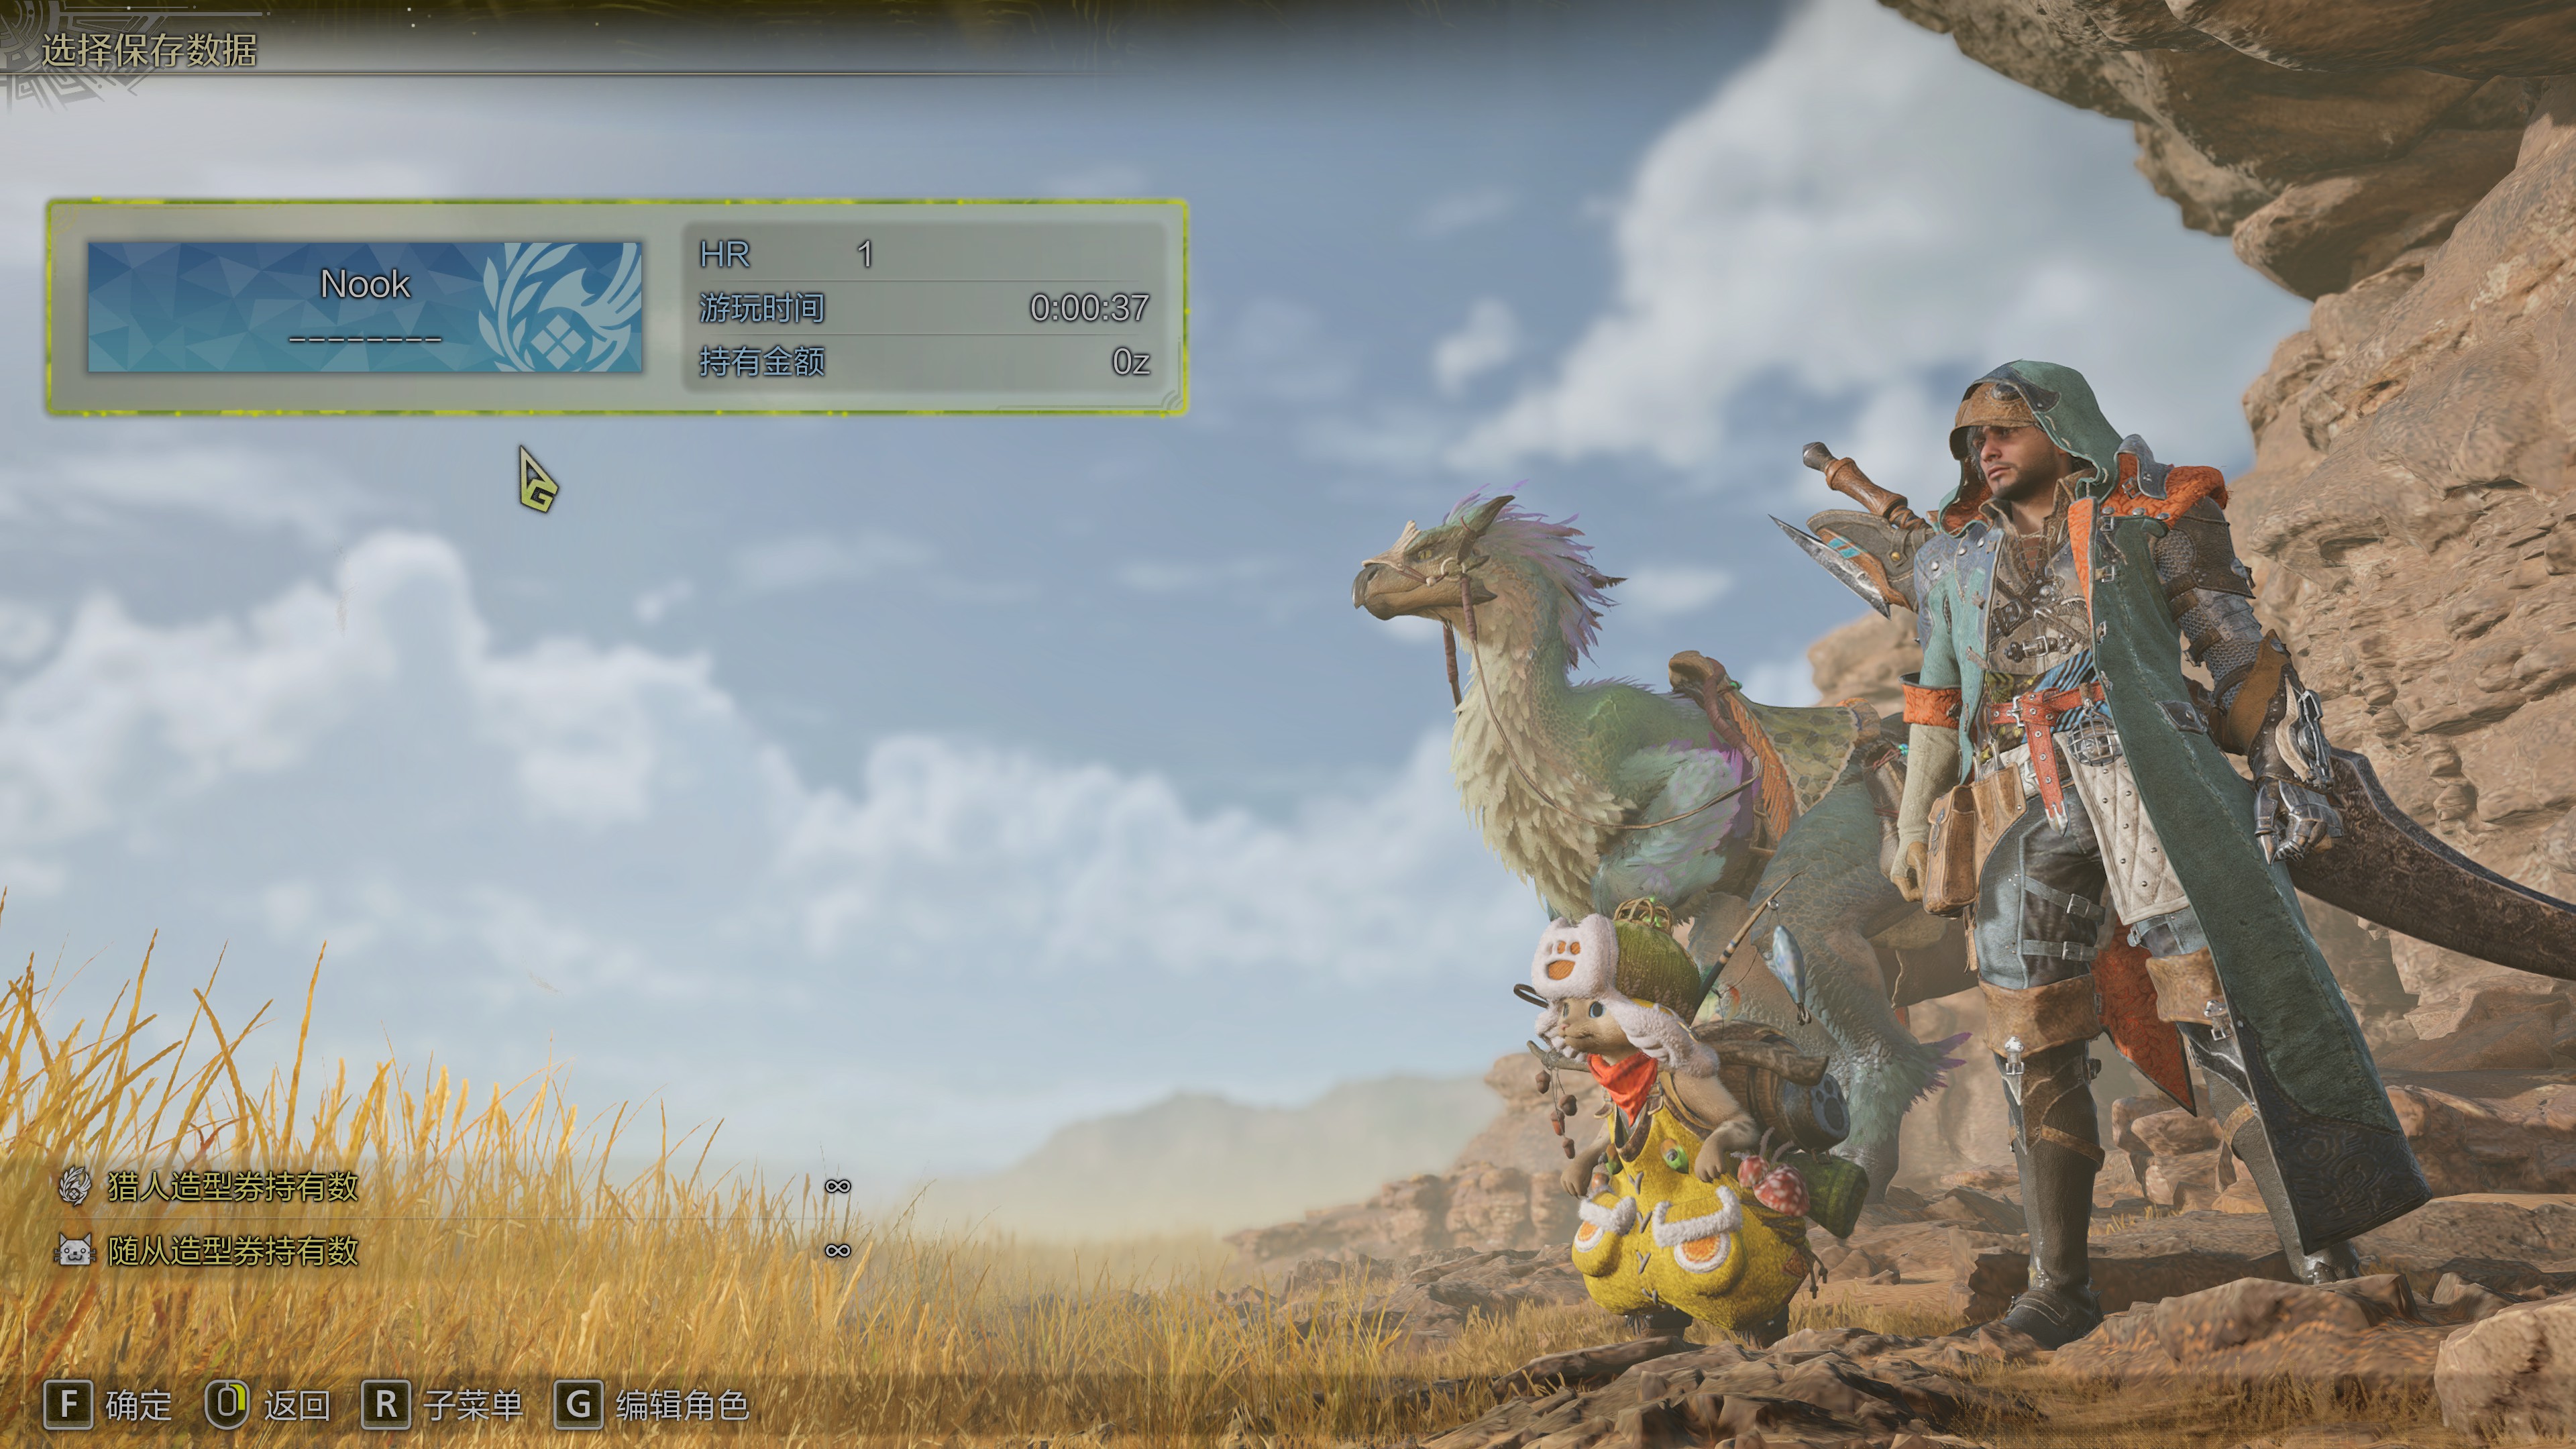 选择保存数据
Nook
--------
HR 1
游玩时间 0:00:37
持有金额 0z
猎人造型券持有数 ∞
随从造型券持有数 ∞
F 确定 返回 R 子菜单 G 编辑角色